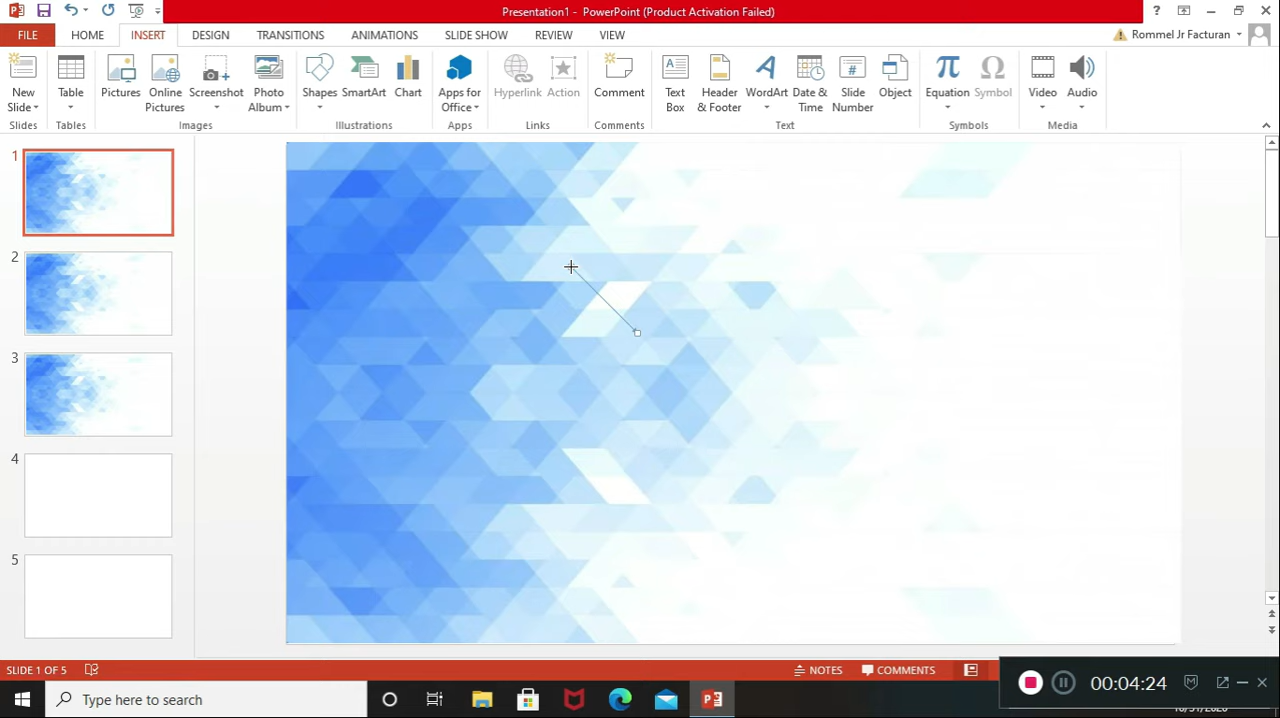 Presentation1 - PowerPoint (Product Activation Failed)
?
FILE HOME INSERT DESIGN TRANSITIONS ANIMATIONS SLIDE SHOW REVIEW VIEW Rommel Jr Facturan
New Slide
Table
Pictures
Online Pictures
Screenshot
Photo Album
Shapes
SmartArt
Chart
Apps for Office
Hyperlink
Action
Comment
Text Box
Header & Footer
WordArt
Date & Time
Slide Number
Object
Equation
Symbol
Video
Audio
Slides Tables Images Illustrations Apps Links Comments Text Symbols Media
1
2
3
4
5
SLIDE 1 OF 5 NOTES COMMENTS
Type here to search
00:04:24